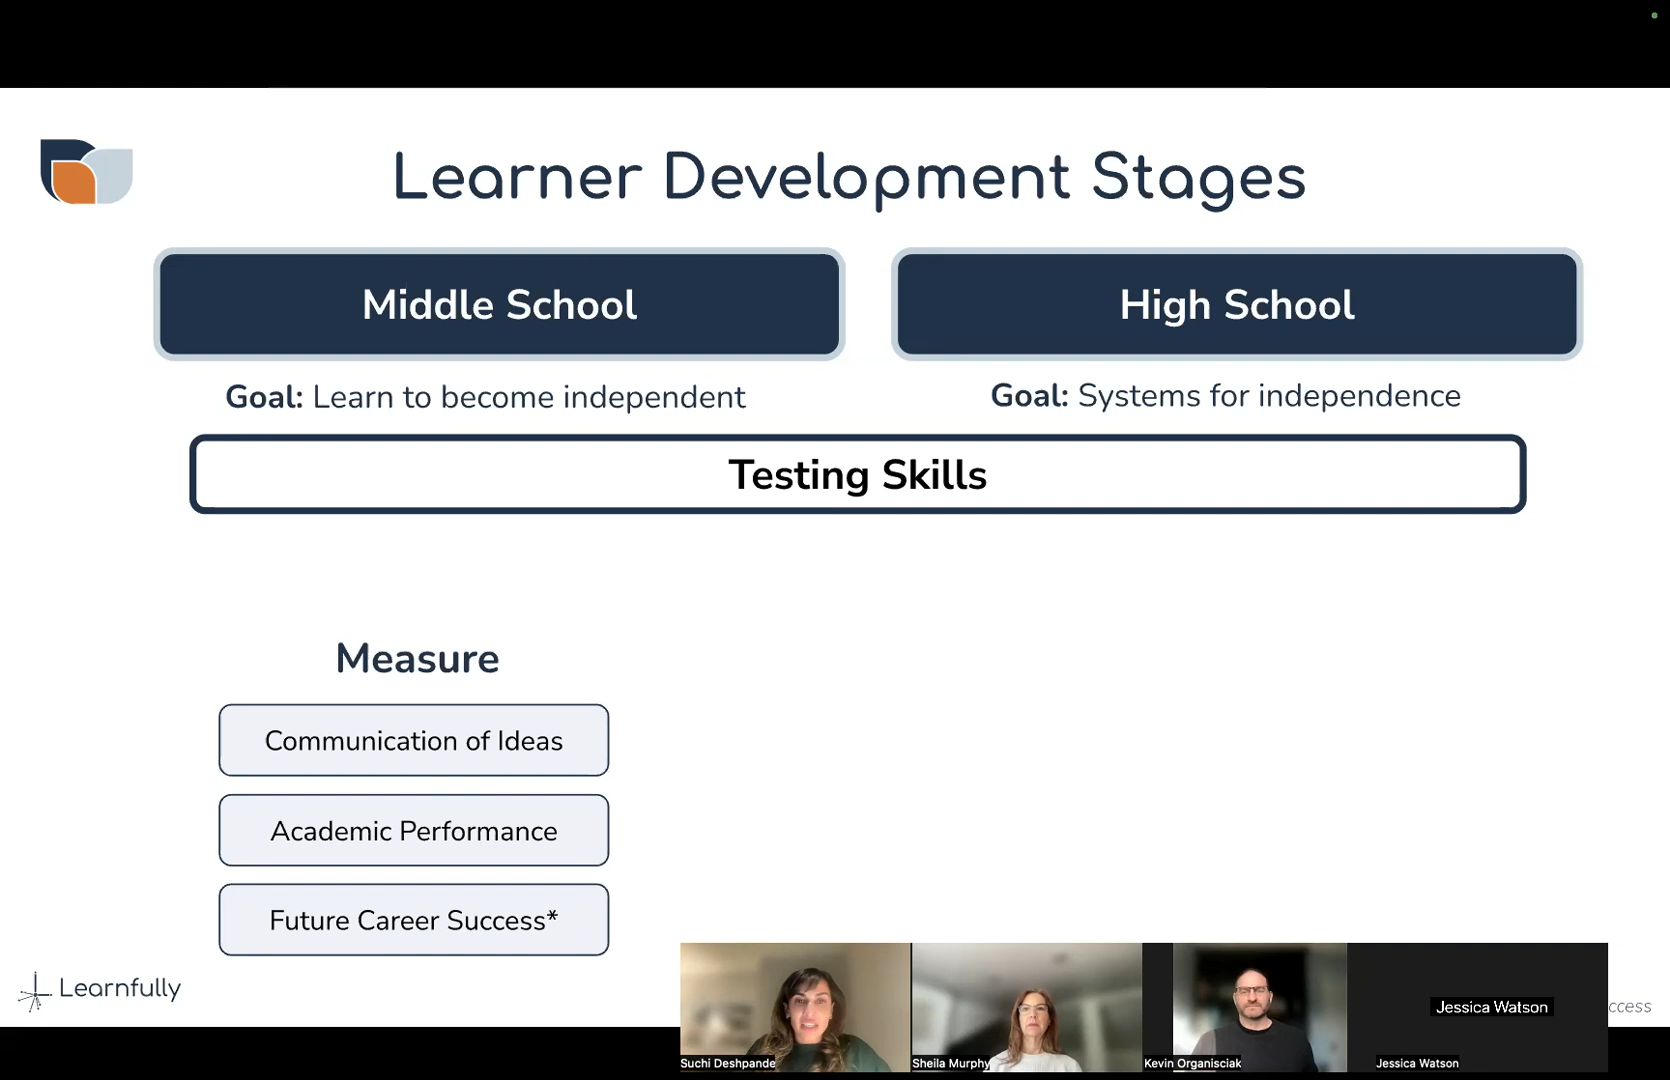 Learner Development Stages
Middle School
High School
Goal: Learn to become independent
Goal: Systems for independence
Testing Skills
Measure
Communication of Ideas
Academic Performance
Future Career Success*
Learnfully
ccess
Jessica Watson
Suchi Deshpande
Sheila Murphy
Kevin Organisciak
Jessica Watson